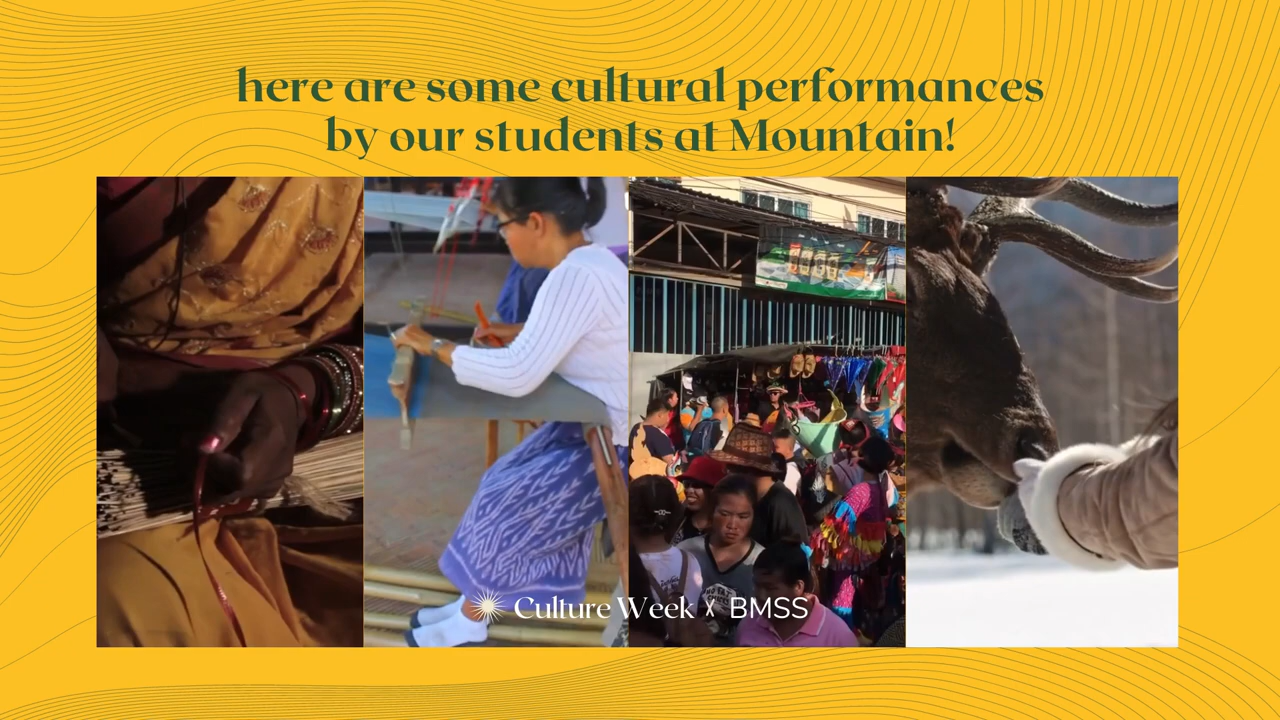 here are some cultural performances
by our students at Mountain!
Culture Week X BMSS